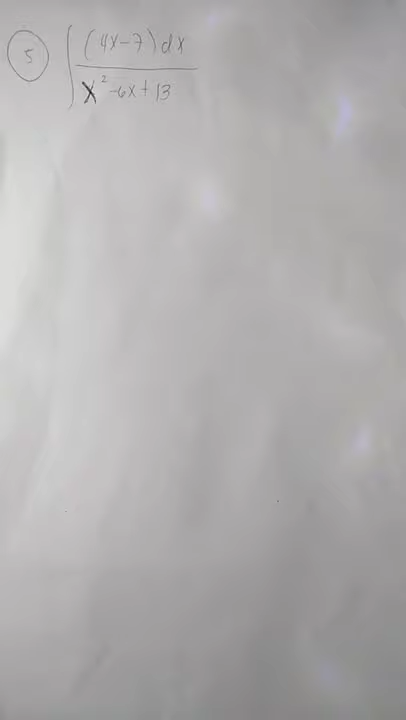 5 ∫ (4x-7)dx
x²-6x+13